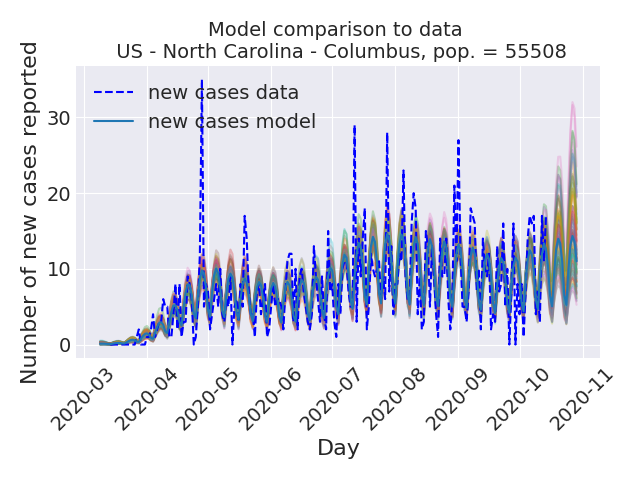 Model comparison to data
US - North Carolina - Columbus, pop. = 55508
Number of new cases reported
30
20
10
0
new cases data
new cases model
2020-03
2020-04
2020-05
2020-06
2020-07
2020-08
2020-09
2020-10
2020-11
Day